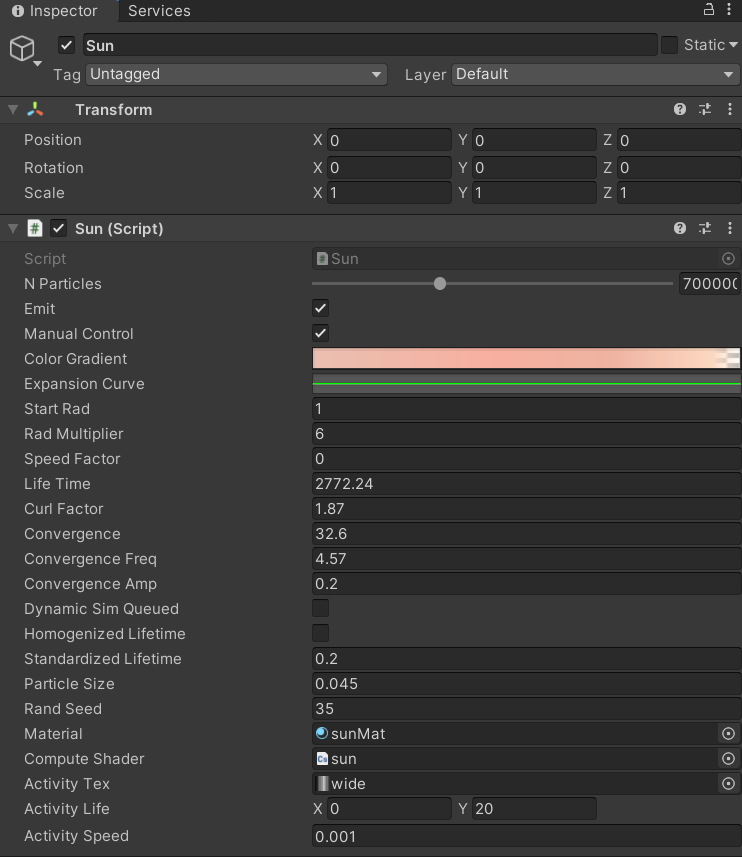 Inspector Services
Sun Static
Tag Untagged Layer Default
Transform
Position X 0 Y 0 Z 0
Rotation X 0 Y 0 Z 0
Scale X 1 Y 1 Z 1
# Sun (Script)
Script # Sun
N Particles 700000
Emit
Manual Control
Color Gradient
Expansion Curve
Start Rad 1
Rad Multiplier 6
Speed Factor 0
Life Time 2772.24
Curl Factor 1.87
Convergence 32.6
Convergence Freq 4.57
Convergence Amp 0.2
Dynamic Sim Queued
Homogenized Lifetime
Standardized Lifetime 0.2
Particle Size 0.045
Rand Seed 35
Material sunMat
Compute Shader sun
Activity Tex wide
Activity Life X 0 Y 20
Activity Speed 0.001